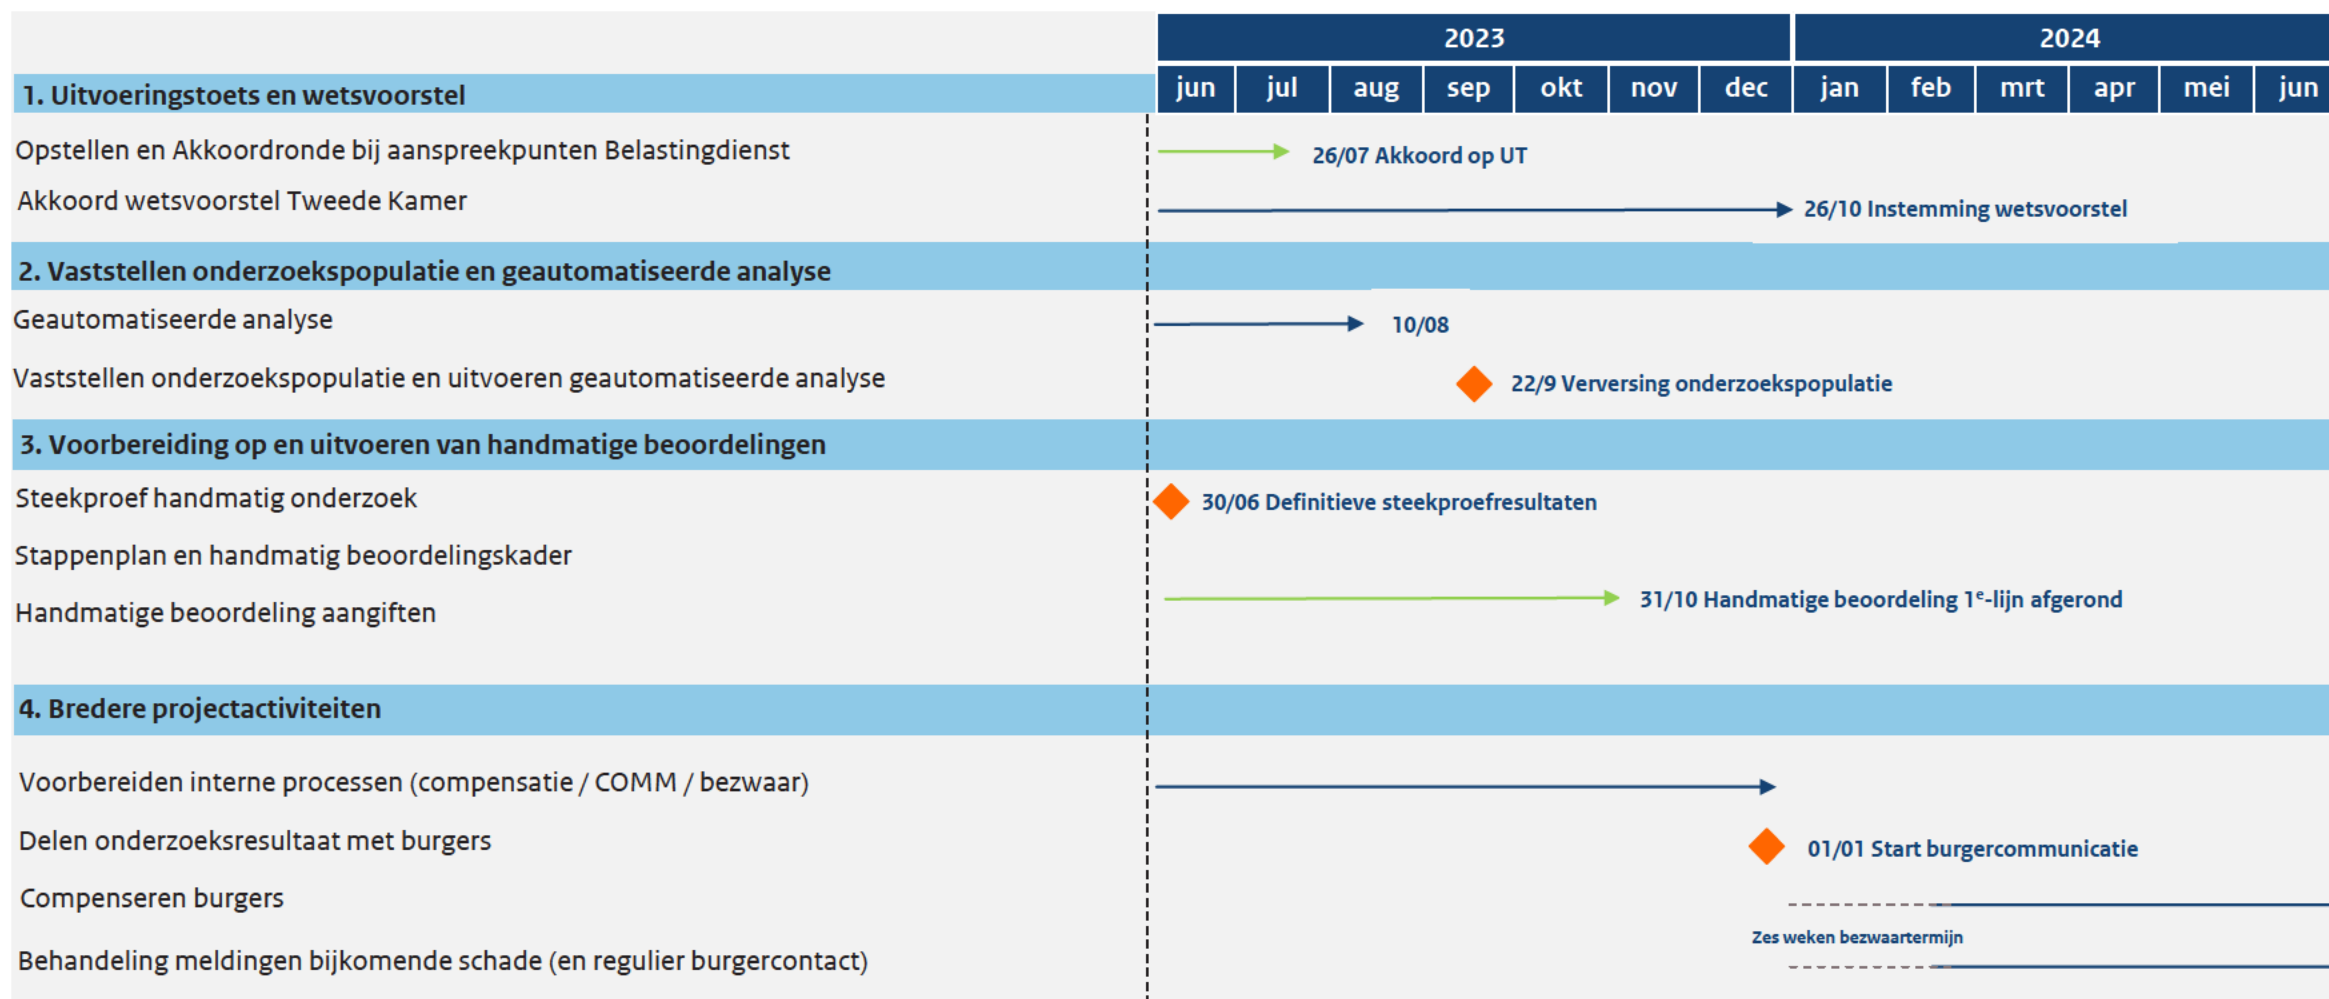 2023 2024
jun jul aug sep okt nov dec jan feb mrt apr mei jun
1. Uitvoeringstoets en wetsvoorstel
Opstellen en Akkoordronde bij aanspreekpunten Belastingdienst
26/07 Akkoord op UT
Akkoord wetsvoorstel Tweede Kamer
26/10 Instemming wetsvoorstel
2. Vaststellen onderzoekspopulatie en geautomatiseerde analyse
Geautomatiseerde analyse
10/08
Vaststellen onderzoekspopulatie en uitvoeren geautomatiseerde analyse
22/9 Verversing onderzoekspopulatie
3. Voorbereiding op en uitvoeren van handmatige beoordelingen
Steekproef handmatig onderzoek
30/06 Definitieve steekproefresultaten
Stappenplan en handmatig beoordelingskader
Handmatige beoordeling aangiften
31/10 Handmatige beoordeling 1e-lijn afgerond
4. Bredere projectactiviteiten
Voorbereiden interne processen (compensatie / COMM / bezwaar)
Delen onderzoeksresultaat met burgers
01/01 Start burgercommunicatie
Compenseren burgers
Zes weken bezwaartermijn
Behandeling meldingen bijkomende schade (en regulier burgercontact)